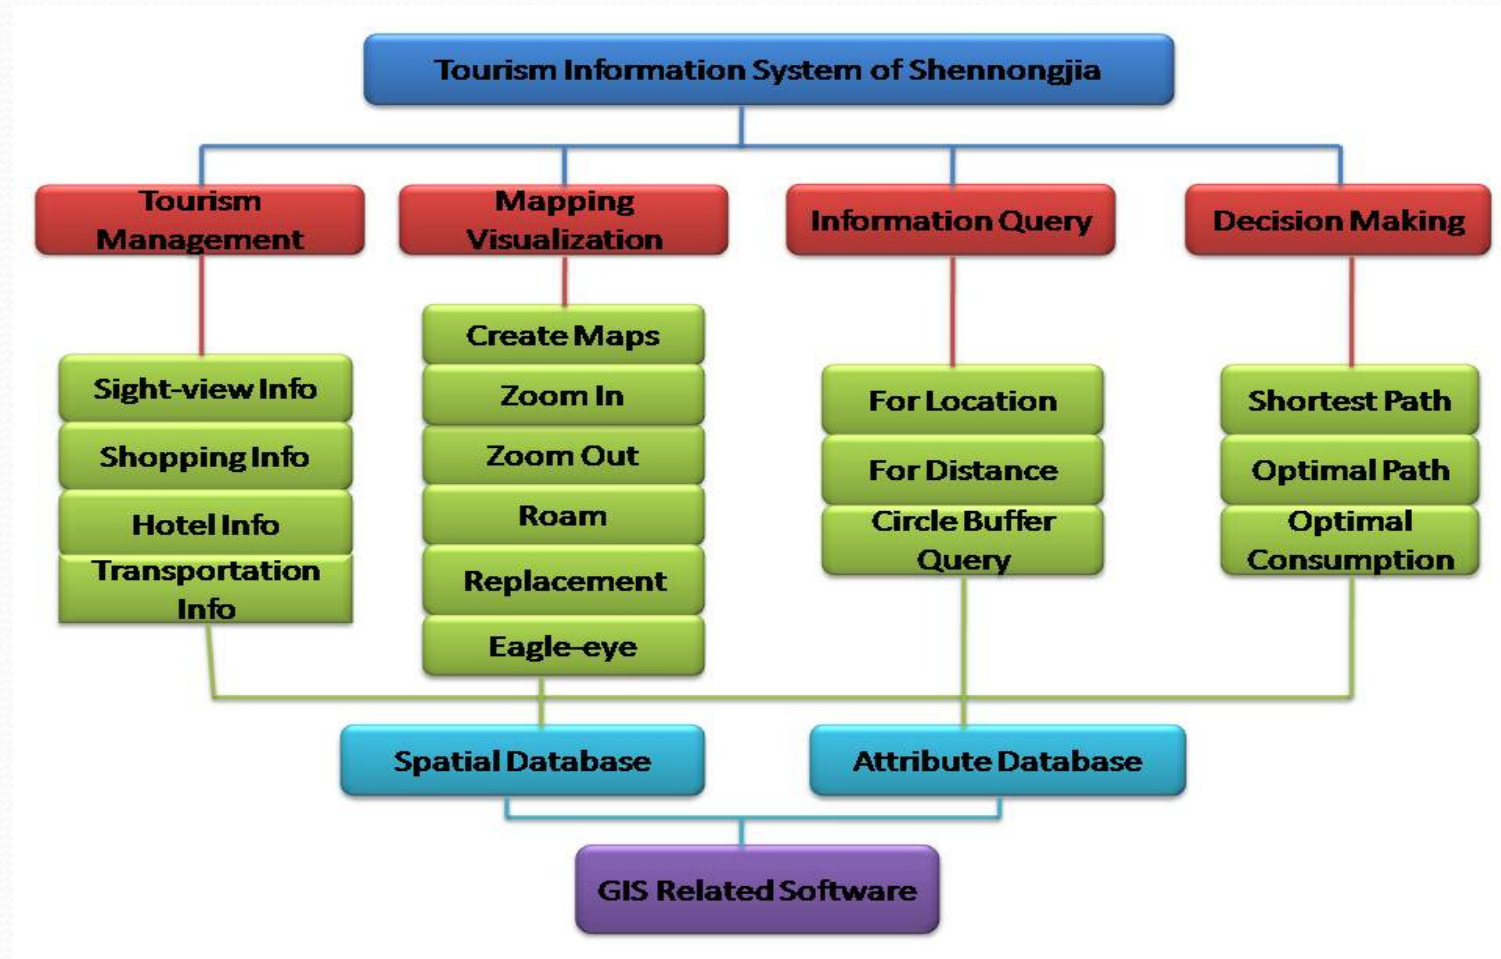 Tourism Information System of Shennongjia
Tourism
Management
Mapping
Visualization
Information Query
Decision Making
Sight-view Info
Shopping Info
Hotel Info
Transportation
Info
Create Maps
Zoom In
Zoom Out
Roam
Replacement
Eagle-eye
For Location
For Distance
Circle Buffer
Query
Shortest Path
Optimal Path
Optimal
Consumption
Spatial Database
Attribute Database
GIS Related Software